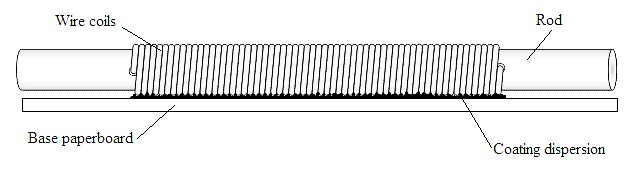 Wire coils
Rod
Base paperboard
Coating dispersion